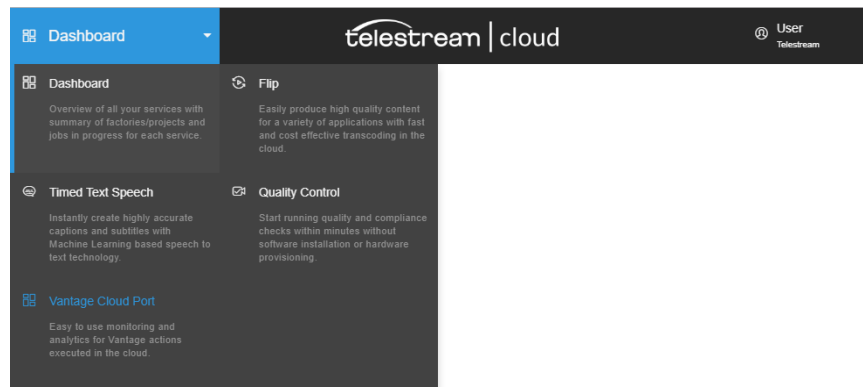 Dashboard
telestream | cloud
User
Telestream
Dashboard
Overview of all your services with
summary of factories/projects and
jobs in progress for each service.
Flip
Easily produce high quality content
for a variety of applications with fast
and cost effective transcoding in the
cloud.
Timed Text Speech
Instantly create highly accurate
captions and subtitles with
Machine Learning based speech to
text technology.
Quality Control
Start running quality and compliance
checks within minutes without
software installation or hardware
provisioning.
Vantage Cloud Port
Easy to use monitoring and
analytics for Vantage actions
executed in the cloud.